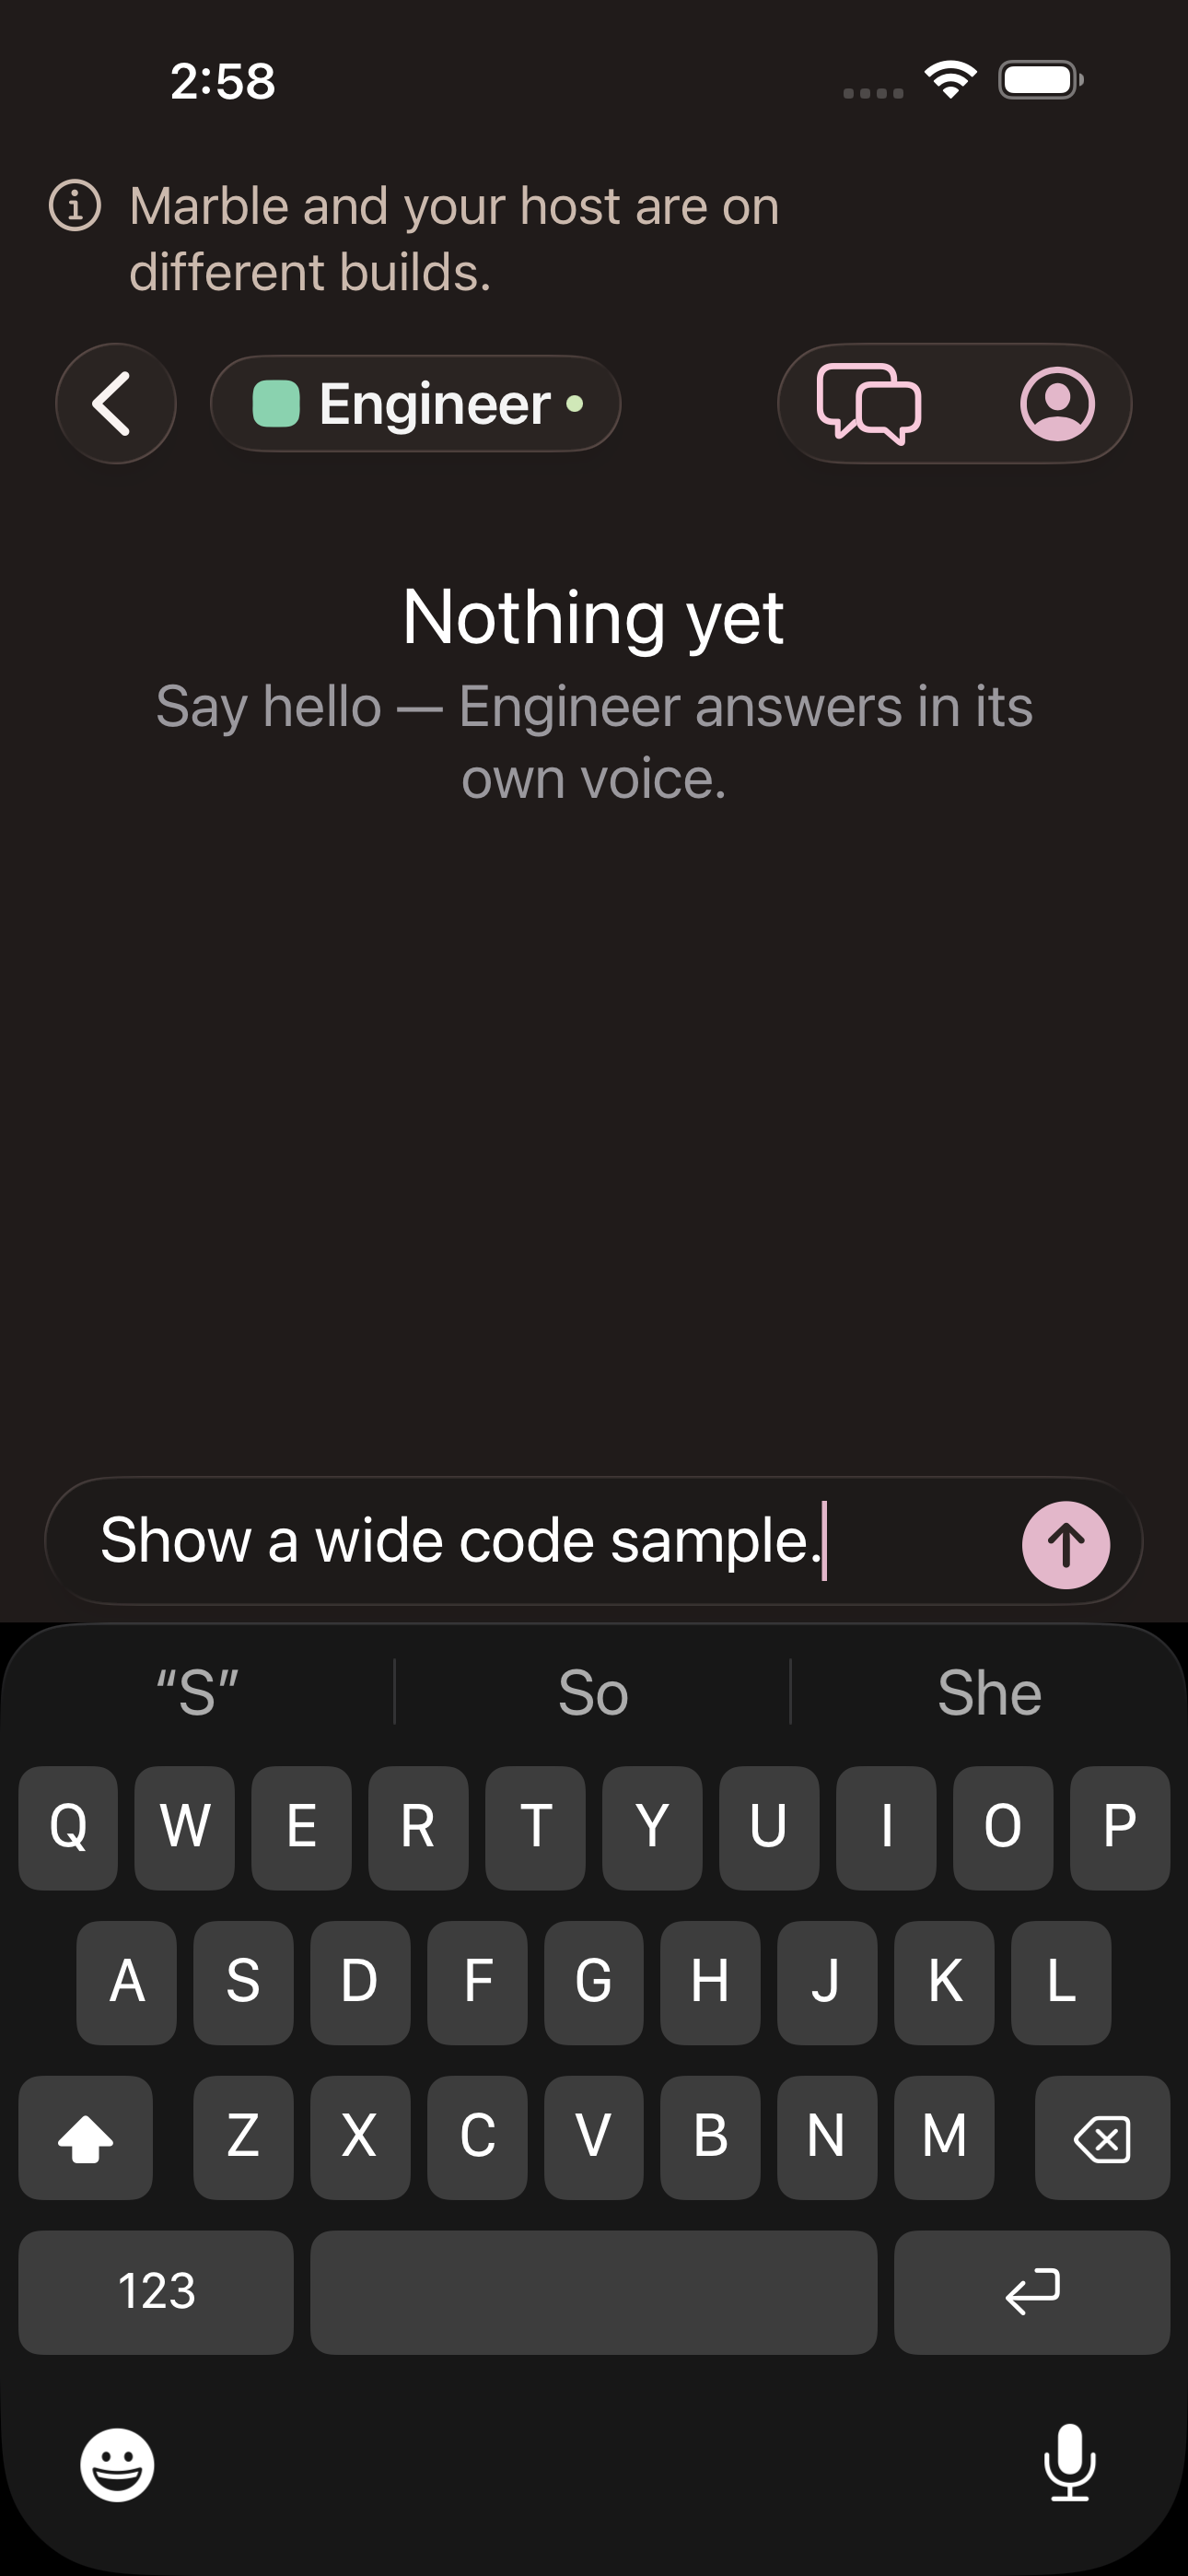 2:58
Marble and your host are on
different builds.
Engineer
Nothing yet
Say hello — Engineer answers in its
own voice.
Show a wide code sample.
“S” So She
Q W E R T Y U I O P
A S D F G H J K L
Z X C V B N M
123